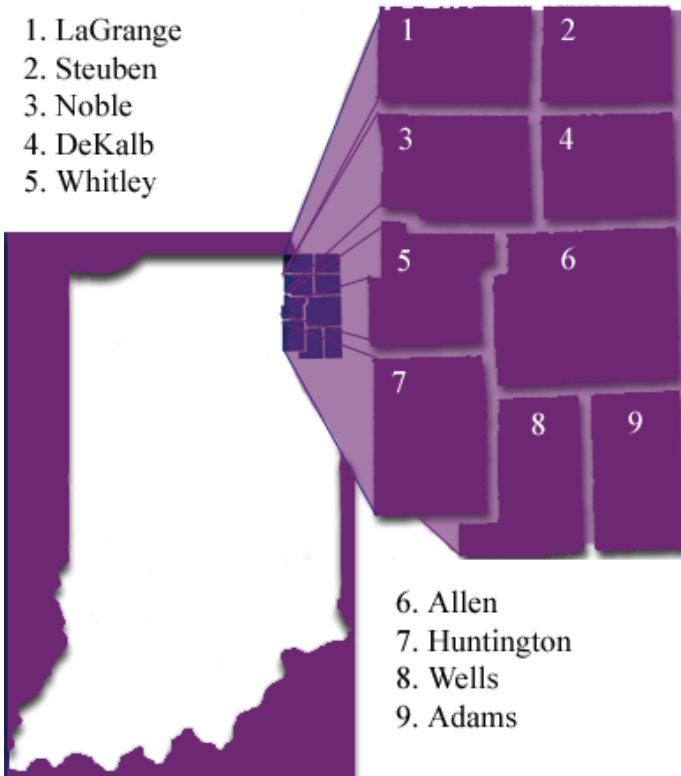 1. LaGrange
2. Steuben
3. Noble
4. DeKalb
5. Whitley
1
2
3
4
5
6
7
8
9
6. Allen
7. Huntington
8. Wells
9. Adams